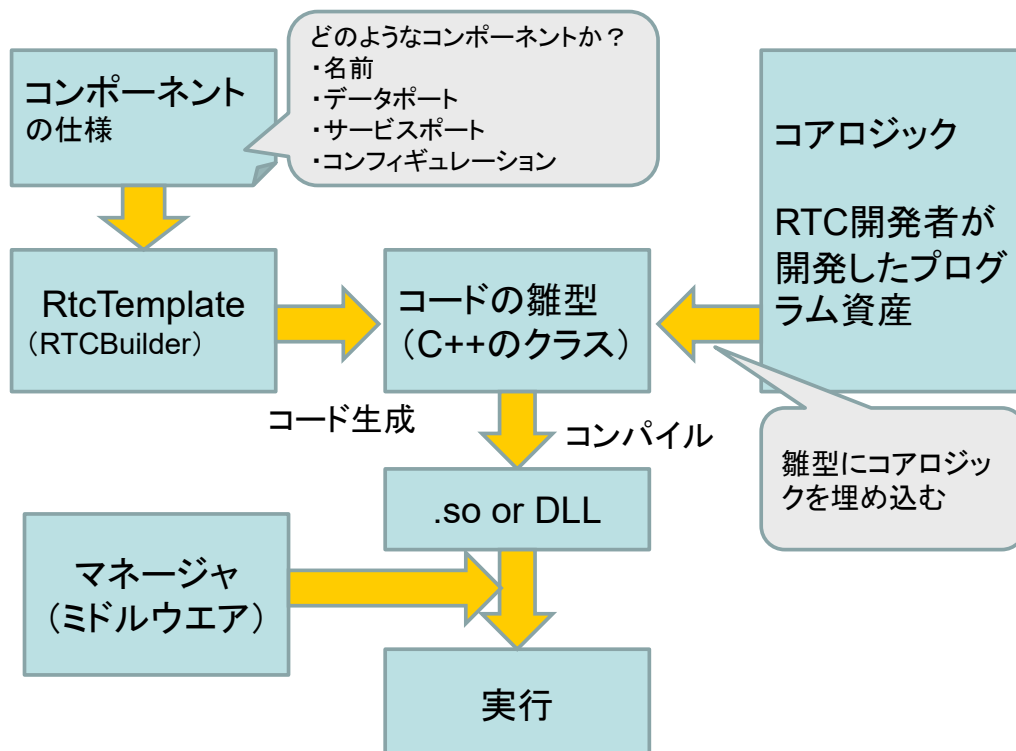 どのようなコンポーネントか？
・名前
・データポート
・サービスポート
・コンフィギュレーション
コンポーネント
の仕様
コアロジック
RTC開発者が
開発したプログ
ラム資産
RtcTemplate
（RTCBuilder）
コードの雛型
（C++のクラス）
コード生成
コンパイル
雛型にコアロジッ
クを埋め込む
.so or DLL
マネージャ
（ミドルウエア）
実行